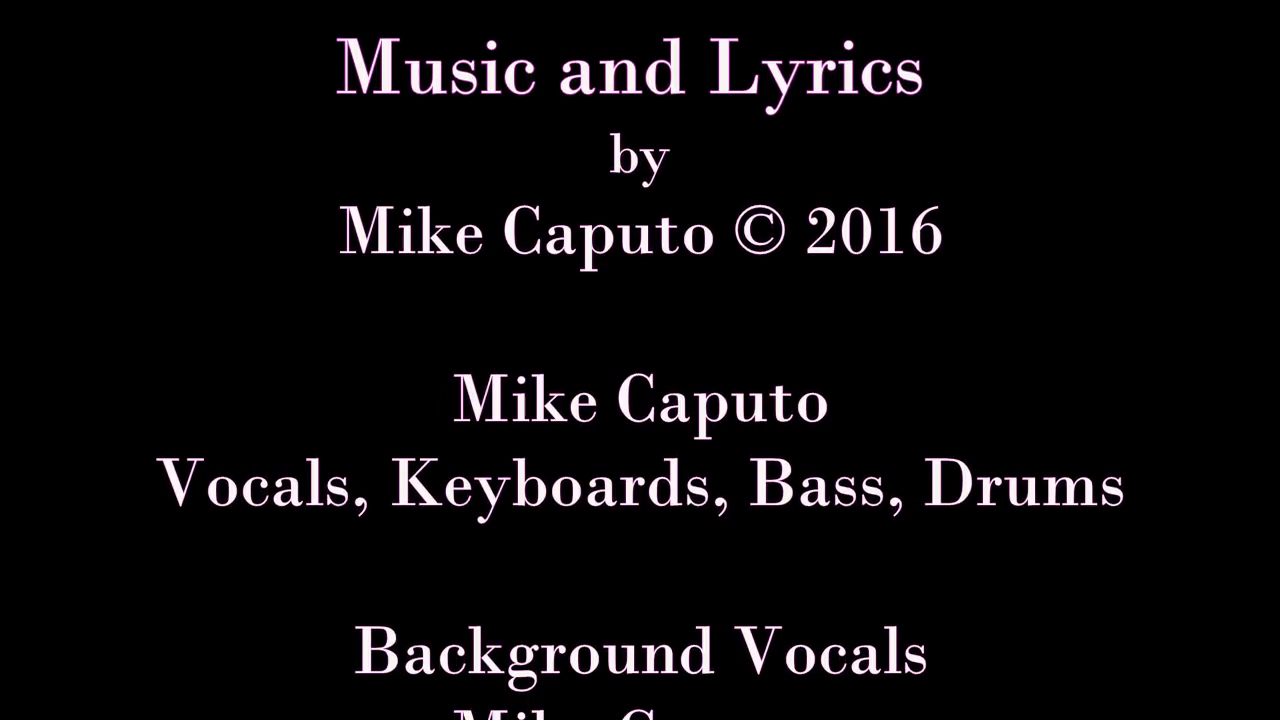 Music and Lyrics
by
Mike Caputo © 2016
Mike Caputo
Vocals, Keyboards, Bass, Drums
Background Vocals